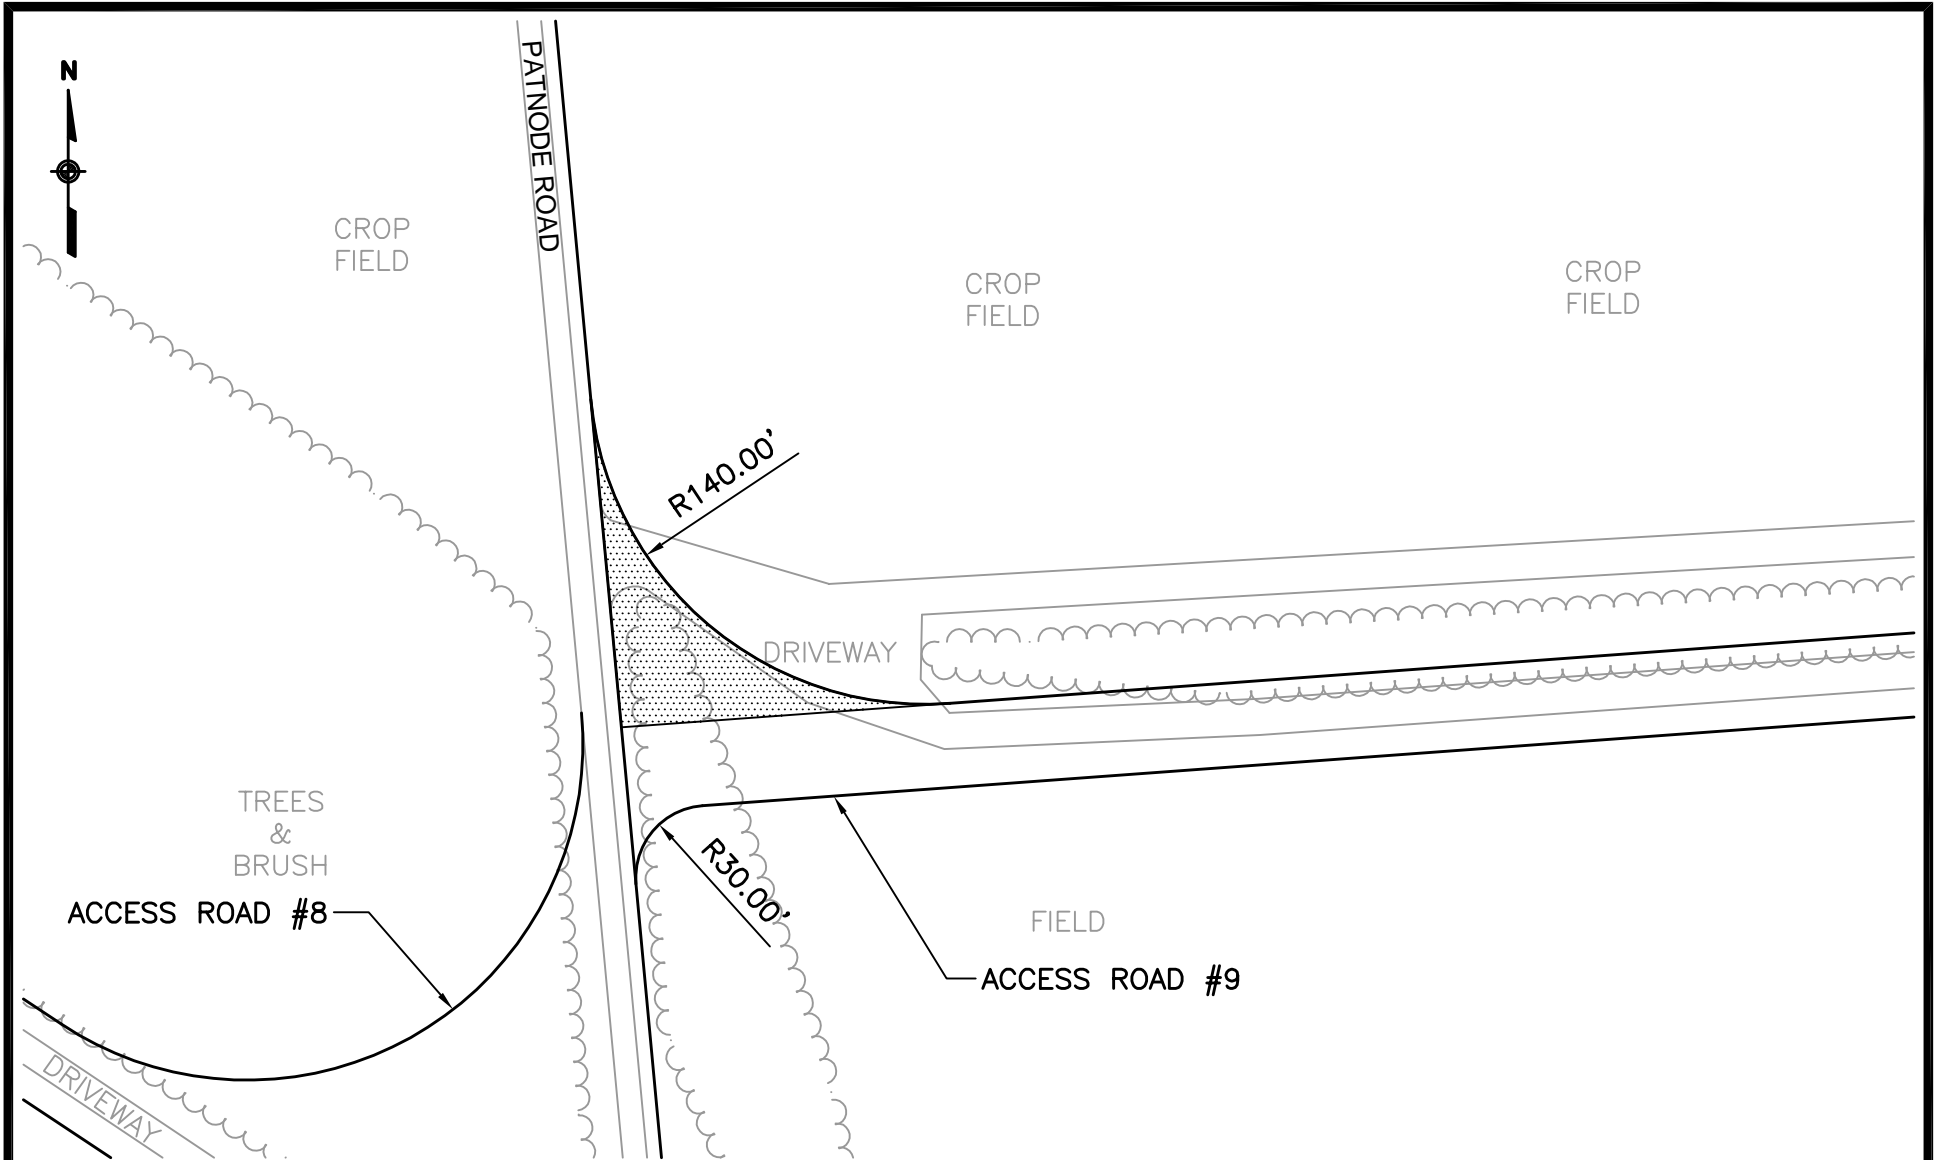 N
PATNODE ROAD
CROP
FIELD
CROP
FIELD
CROP
FIELD
R140.00'
DRIVEWAY
TREES
&
BRUSH
ACCESS ROAD #8
R30.00'
FIELD
ACCESS ROAD #9
DRIVEWAY